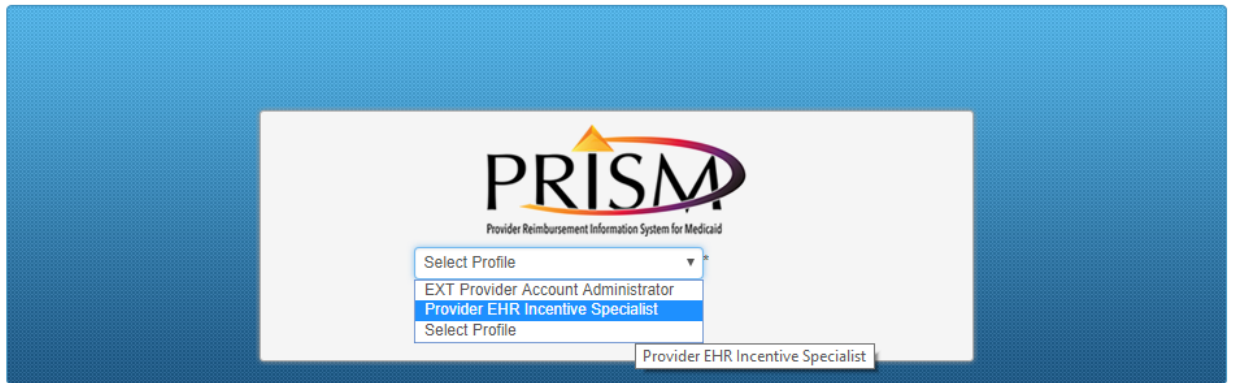 PRISM
Provider Reimbursement Information System for Medicaid
Select Profile ▼ *
EXT Provider Account Administrator
Provider EHR Incentive Specialist
Select Profile
Provider EHR Incentive Specialist